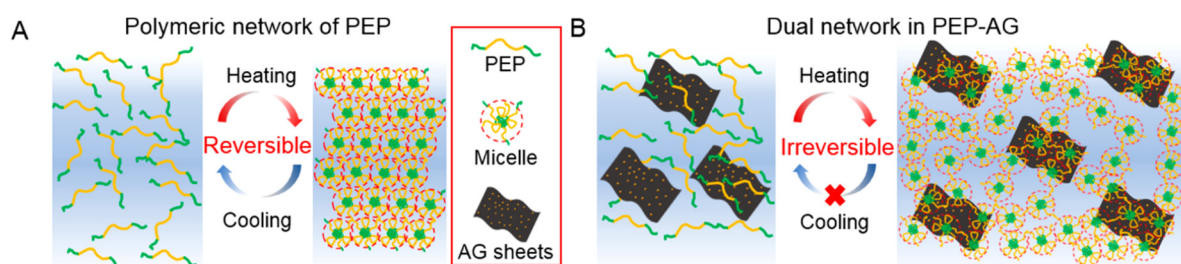 A
Polymeric network of PEP
Heating
Reversible
Cooling
PEP
Micelle
AG sheets
B
Dual network in PEP-AG
Heating
Irreversible
Cooling